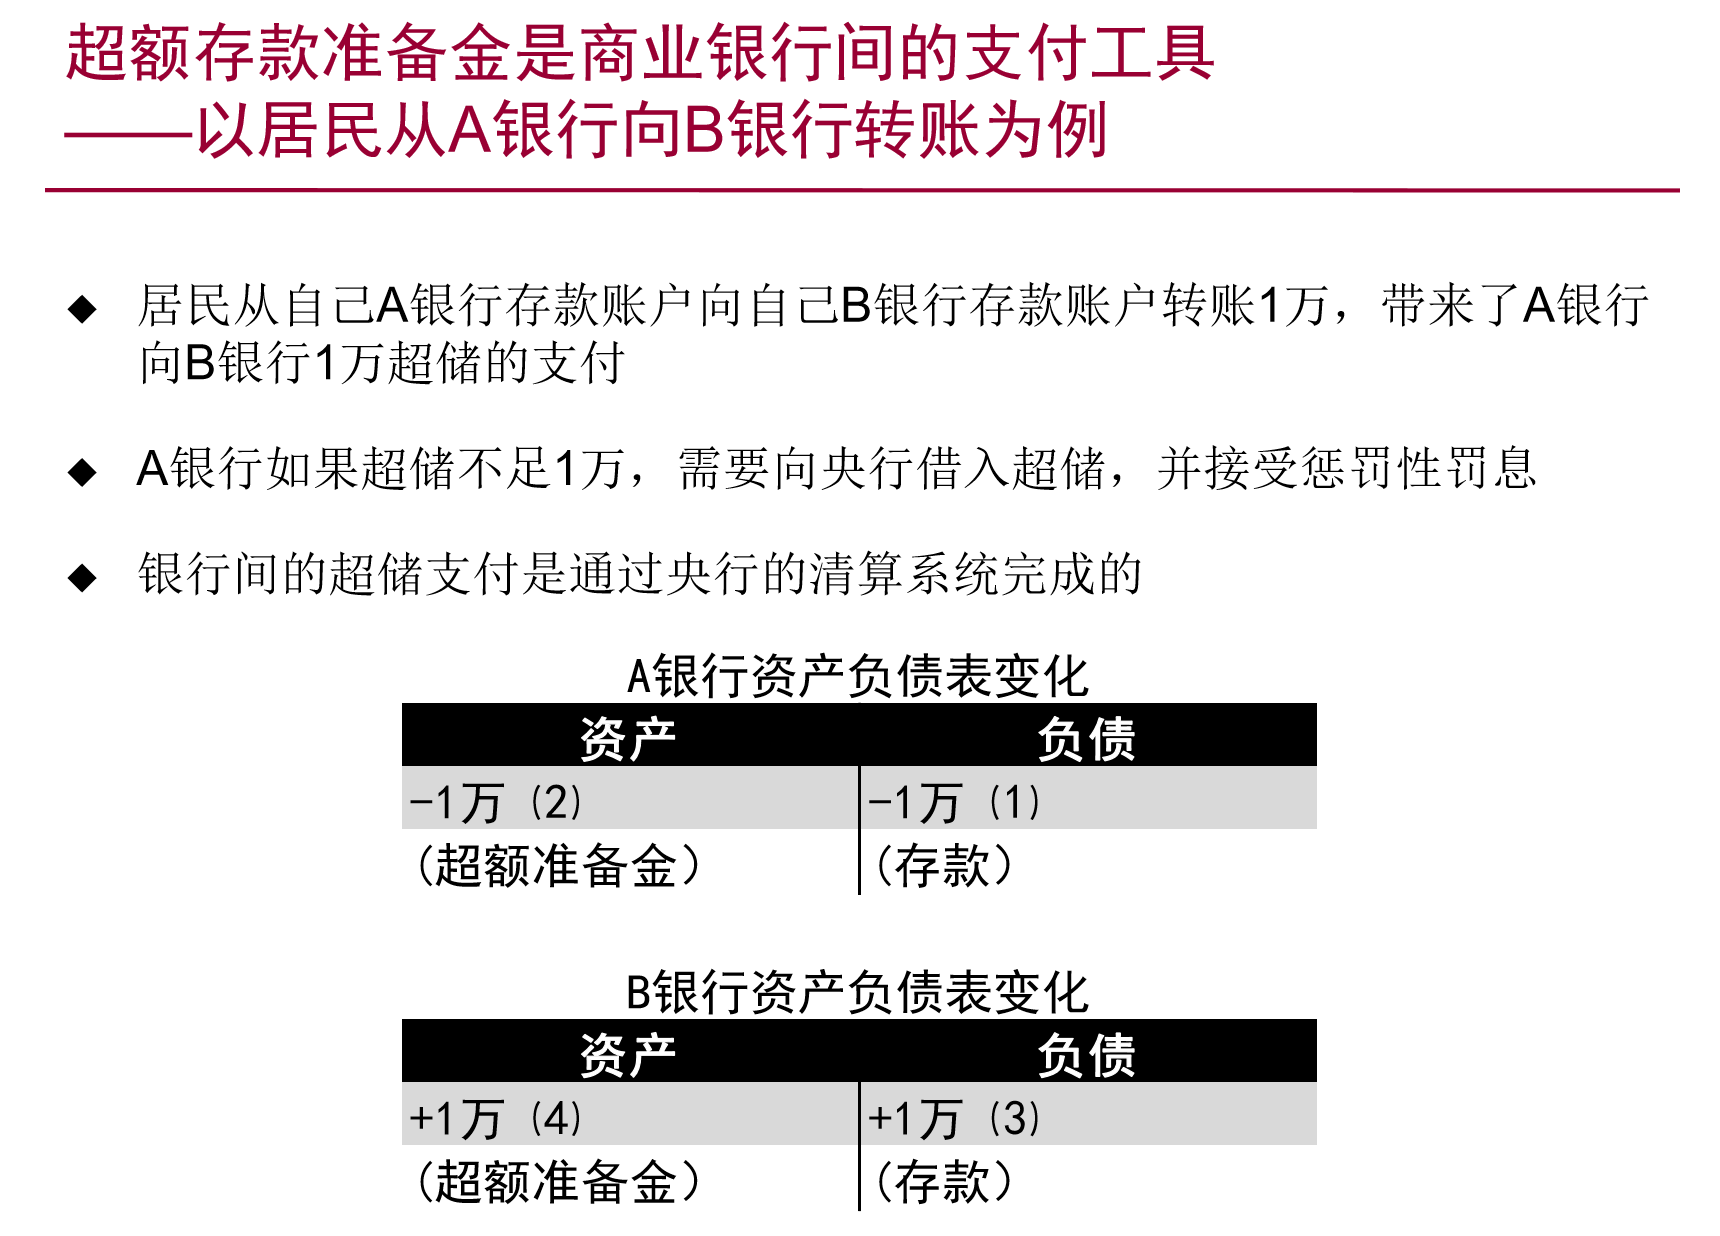 超额存款准备金是商业银行间的支付工具
——以居民从A银行向B银行转账为例
◆ 居民从自己A银行存款账户向自己B银行存款账户转账1万，带来了A银行
向B银行1万超储的支付
◆ A银行如果超储不足1万，需要向央行借入超储，并接受惩罚性罚息
◆ 银行间的超储支付是通过央行的清算系统完成的
A银行资产负债表变化
资产 负债
-1万（2） -1万（1）
（超额准备金） （存款）
B银行资产负债表变化
资产 负债
+1万（4） +1万（3）
（超额准备金） （存款）